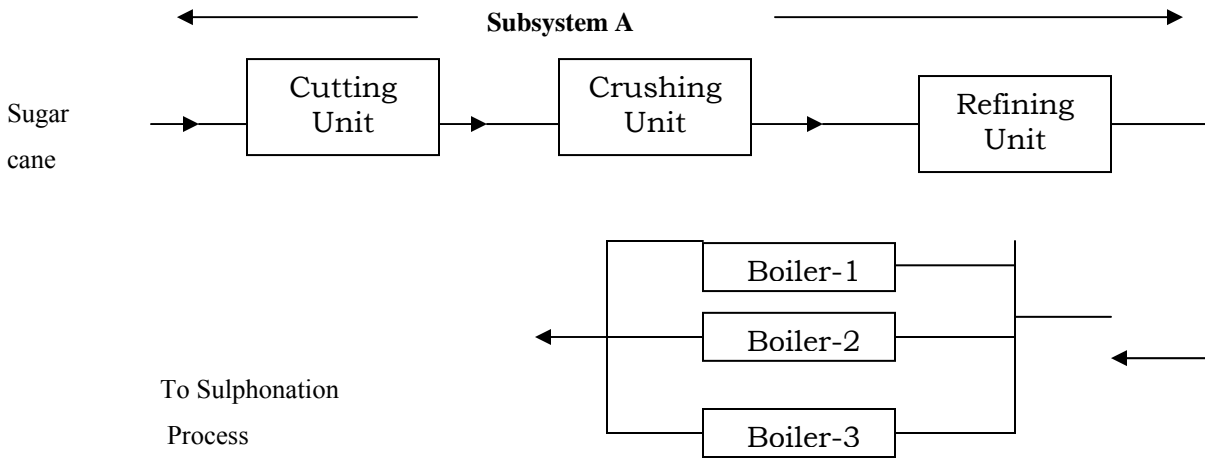 Subsystem A
Sugar
cane
Cutting
Unit
Crushing
Unit
Refining
Unit
Boiler-1
Boiler-2
Boiler-3
To Sulphonation
Process